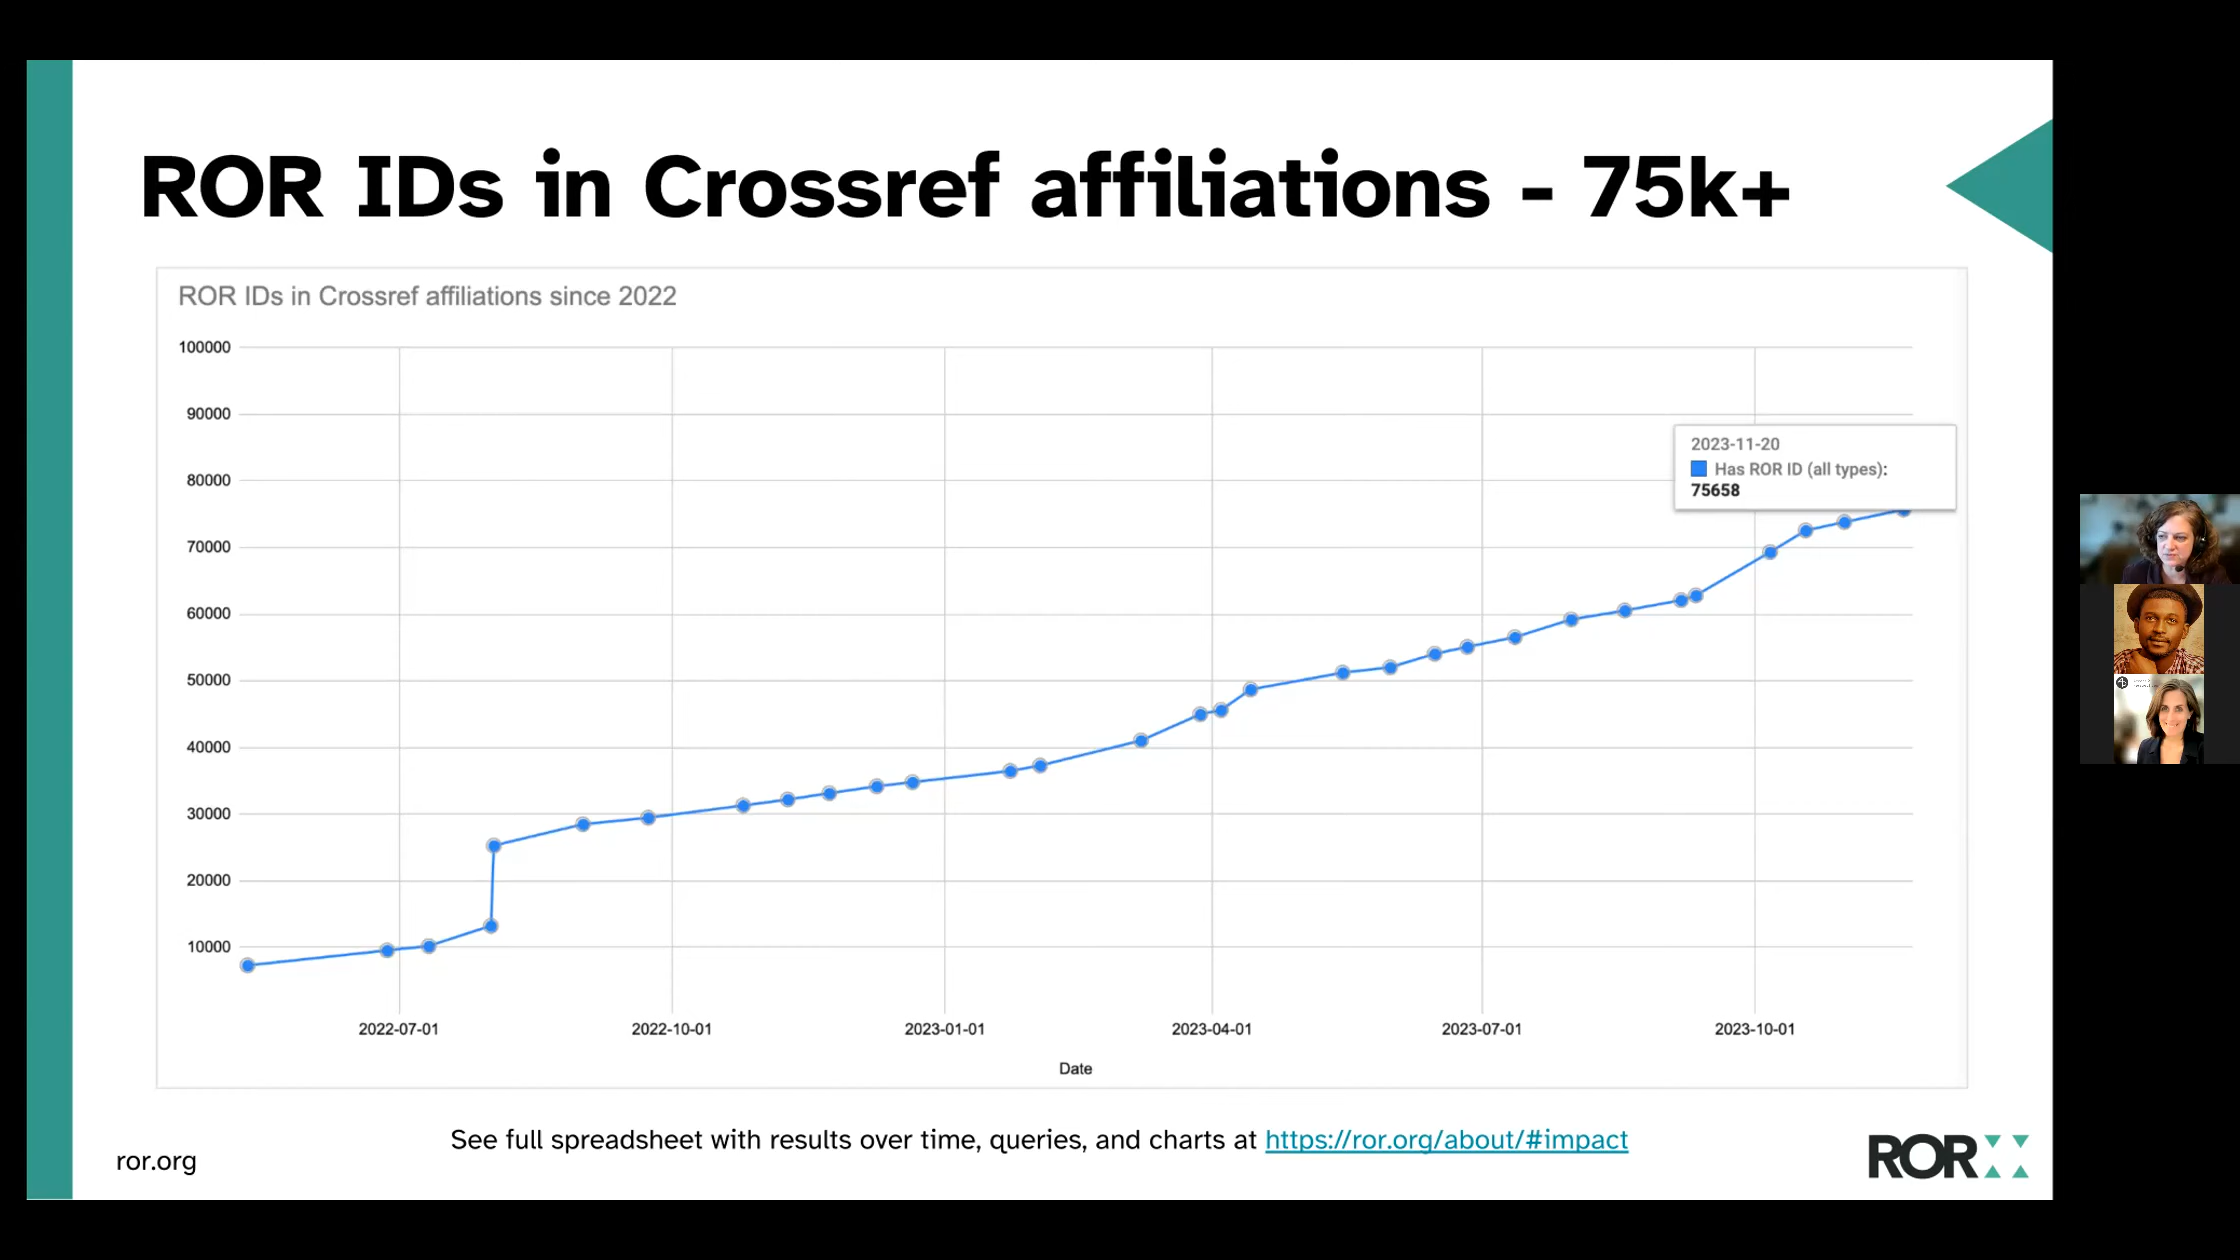 ROR IDs in Crossref affiliations - 75k+
ROR IDs in Crossref affiliations since 2022
100000
90000
80000
70000
60000
50000
40000
30000
20000
10000
2023-11-20
Has ROR ID (all types):
75658
2022-07-01
2022-10-01
2023-01-01
2023-04-01
2023-07-01
2023-10-01
Date
See full spreadsheet with results over time, queries, and charts at https://ror.org/about/#impact
ror.org
ROR